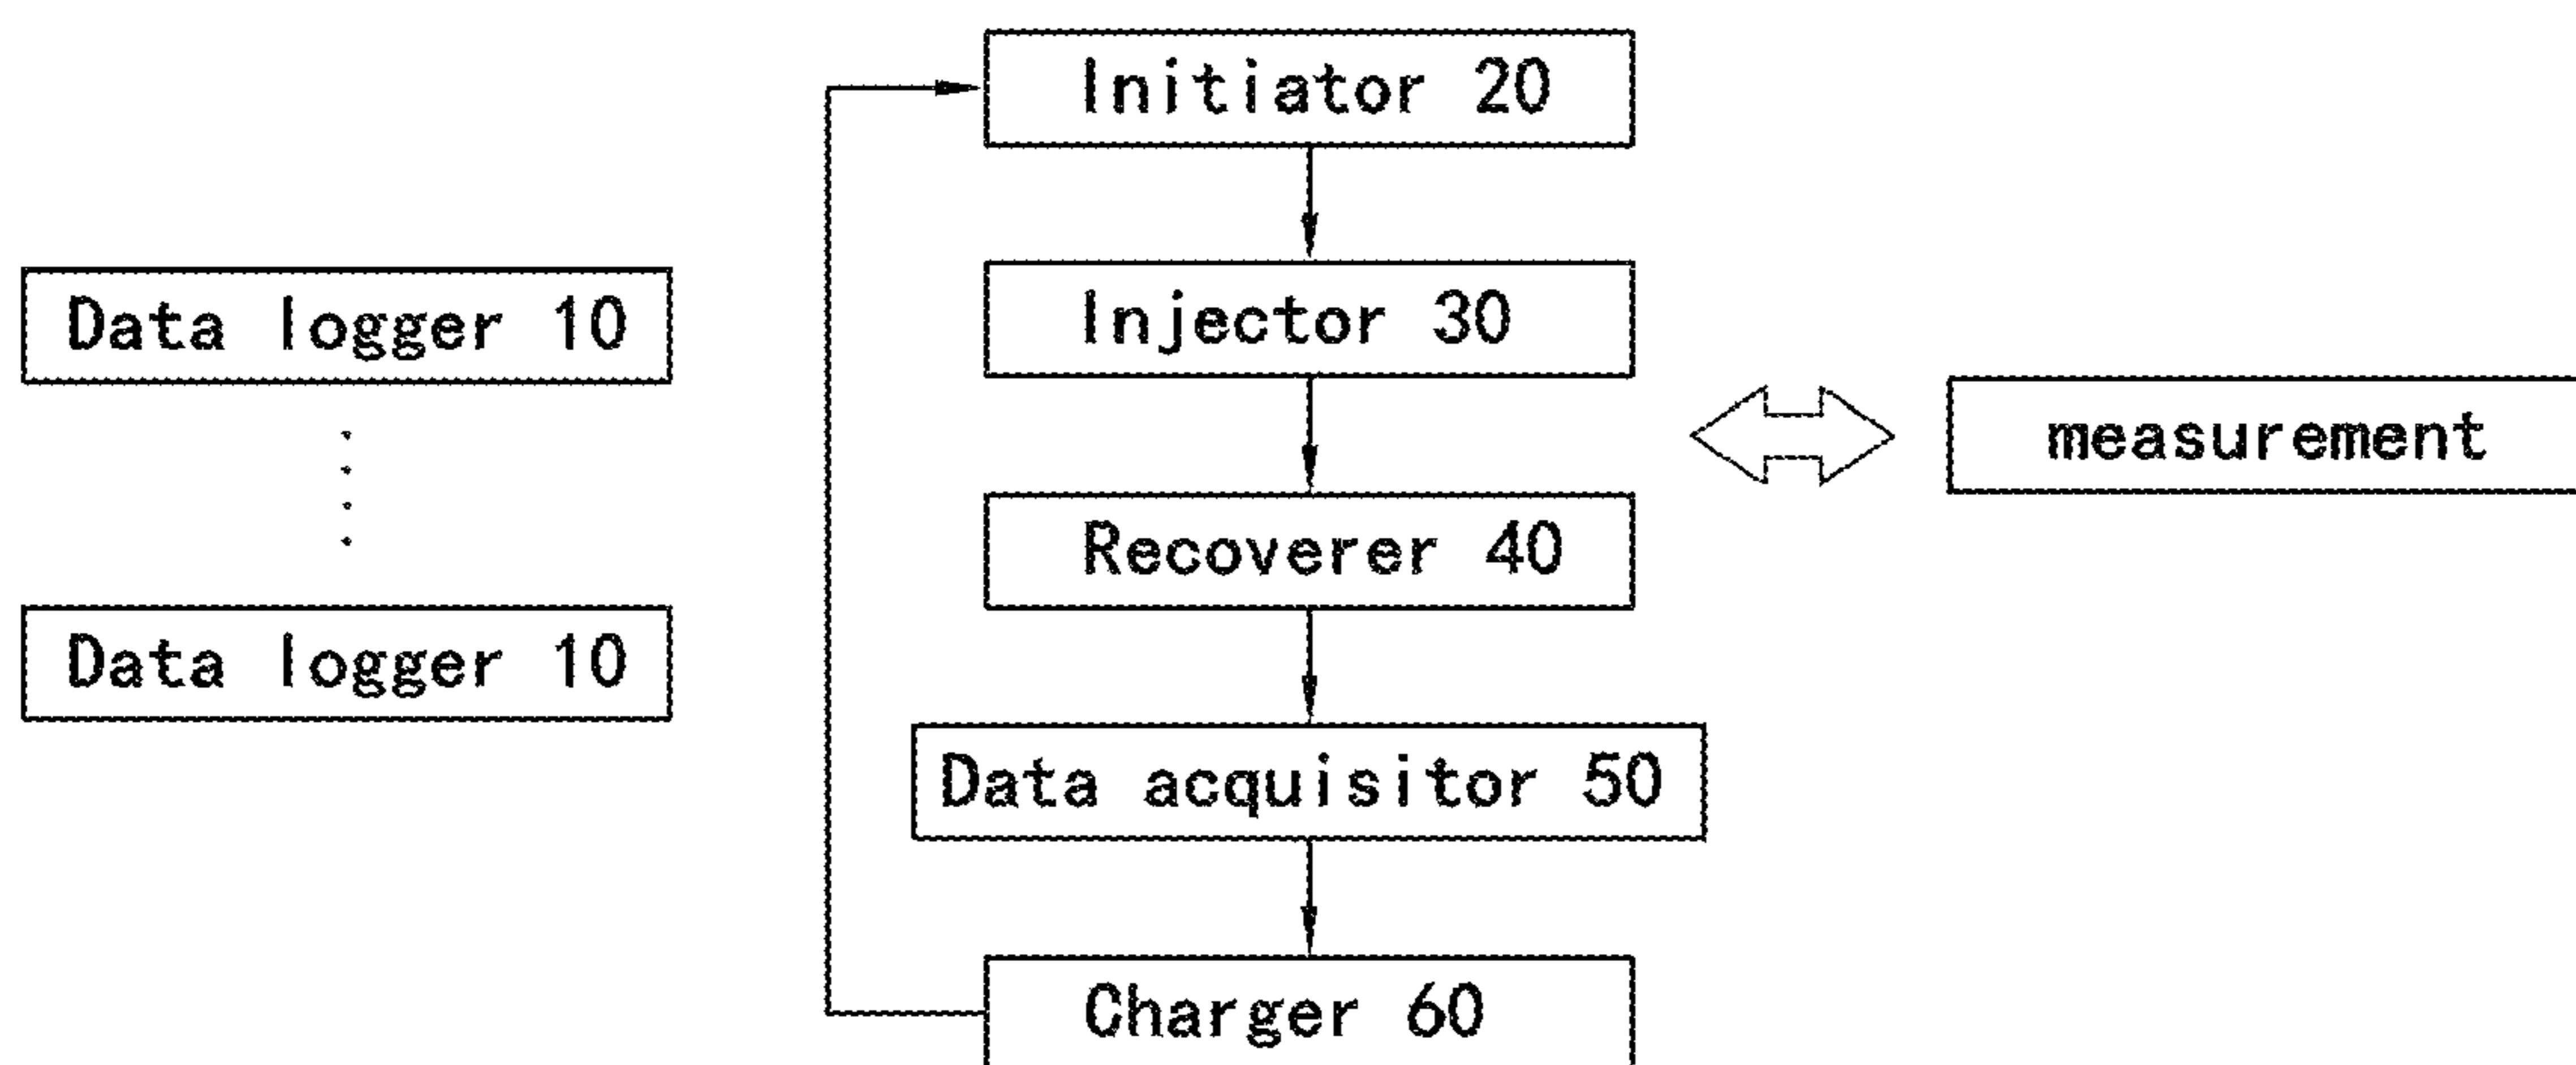 Initiator 20
Data logger 10
Injector 30
measurement
Recoverer 40
Data logger 10
Data acquisitor 50
Charger 60